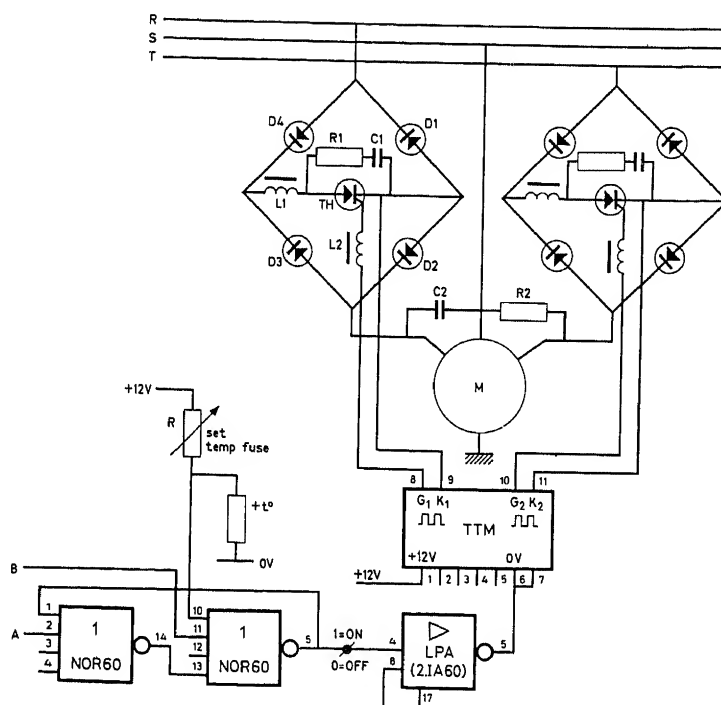 R
S
T
D4
D1
R1
C1
L1
TH
L2
D3
D2
C2
R2
M
+12V
R
set
temp fuse
+t°
0V
8
9
10
11
G1 K1
G2 K2
TTM
+12V
0V
+12V
1
2
3
4
5
6
7
B
A
1
2
3
4
1
NOR60
14
10
11
12
13
1
NOR60
5
1=ON
0=OFF
4
8
LPA
(2.IA60)
5
17